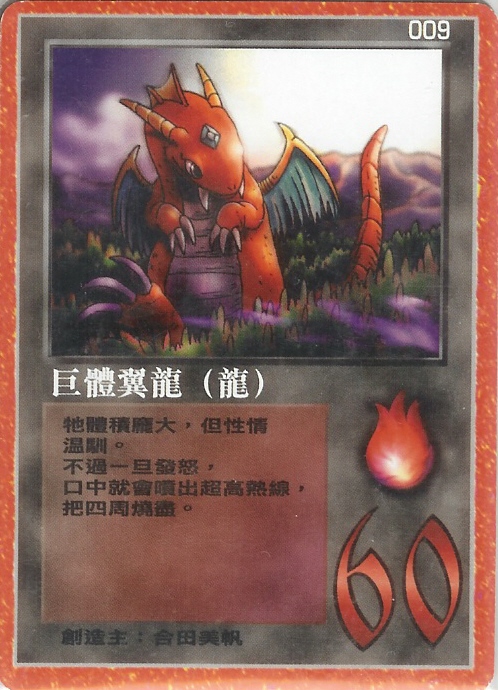 009
巨體翼龍（龍）
牠體積龐大，但性情
溫馴。
不過一旦發怒，
口中就會噴出超高熱線，
把四周燒盡。
60
創造主：合田美帆